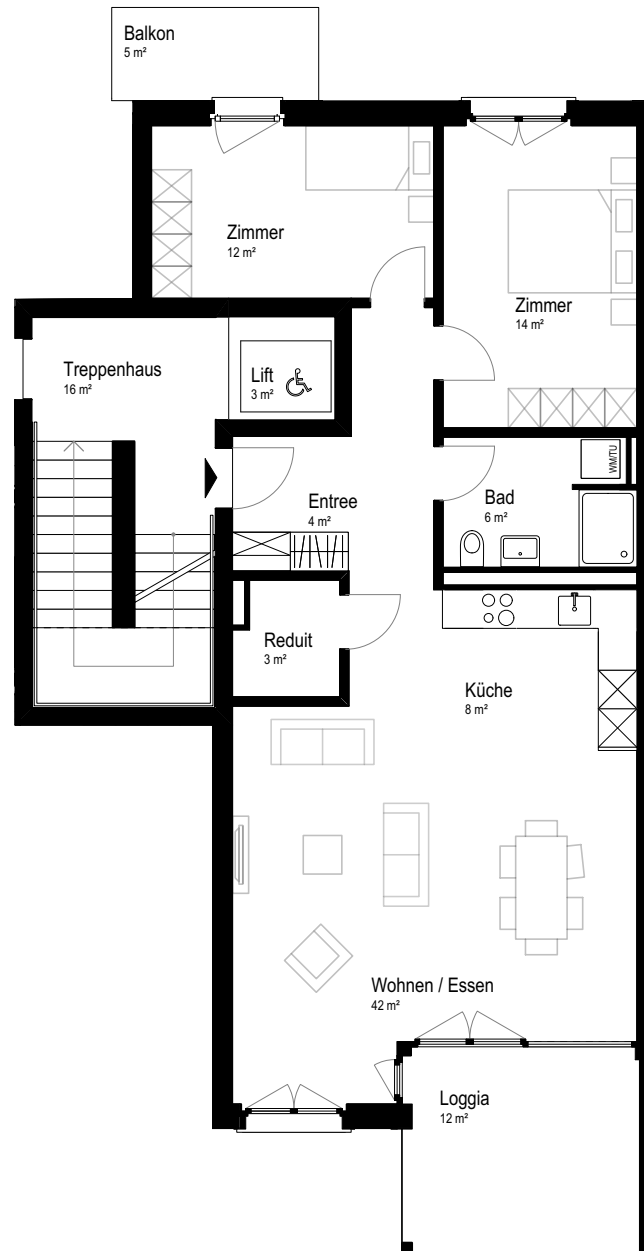 Balkon
5 m²
Zimmer
12 m²
Zimmer
14 m²
Treppenhaus
16 m²
Lift
3 m²
WM/TU
Entree
4 m²
Bad
6 m²
Reduit
3 m²
Küche
8 m²
Wohnen / Essen
42 m²
Loggia
12 m²